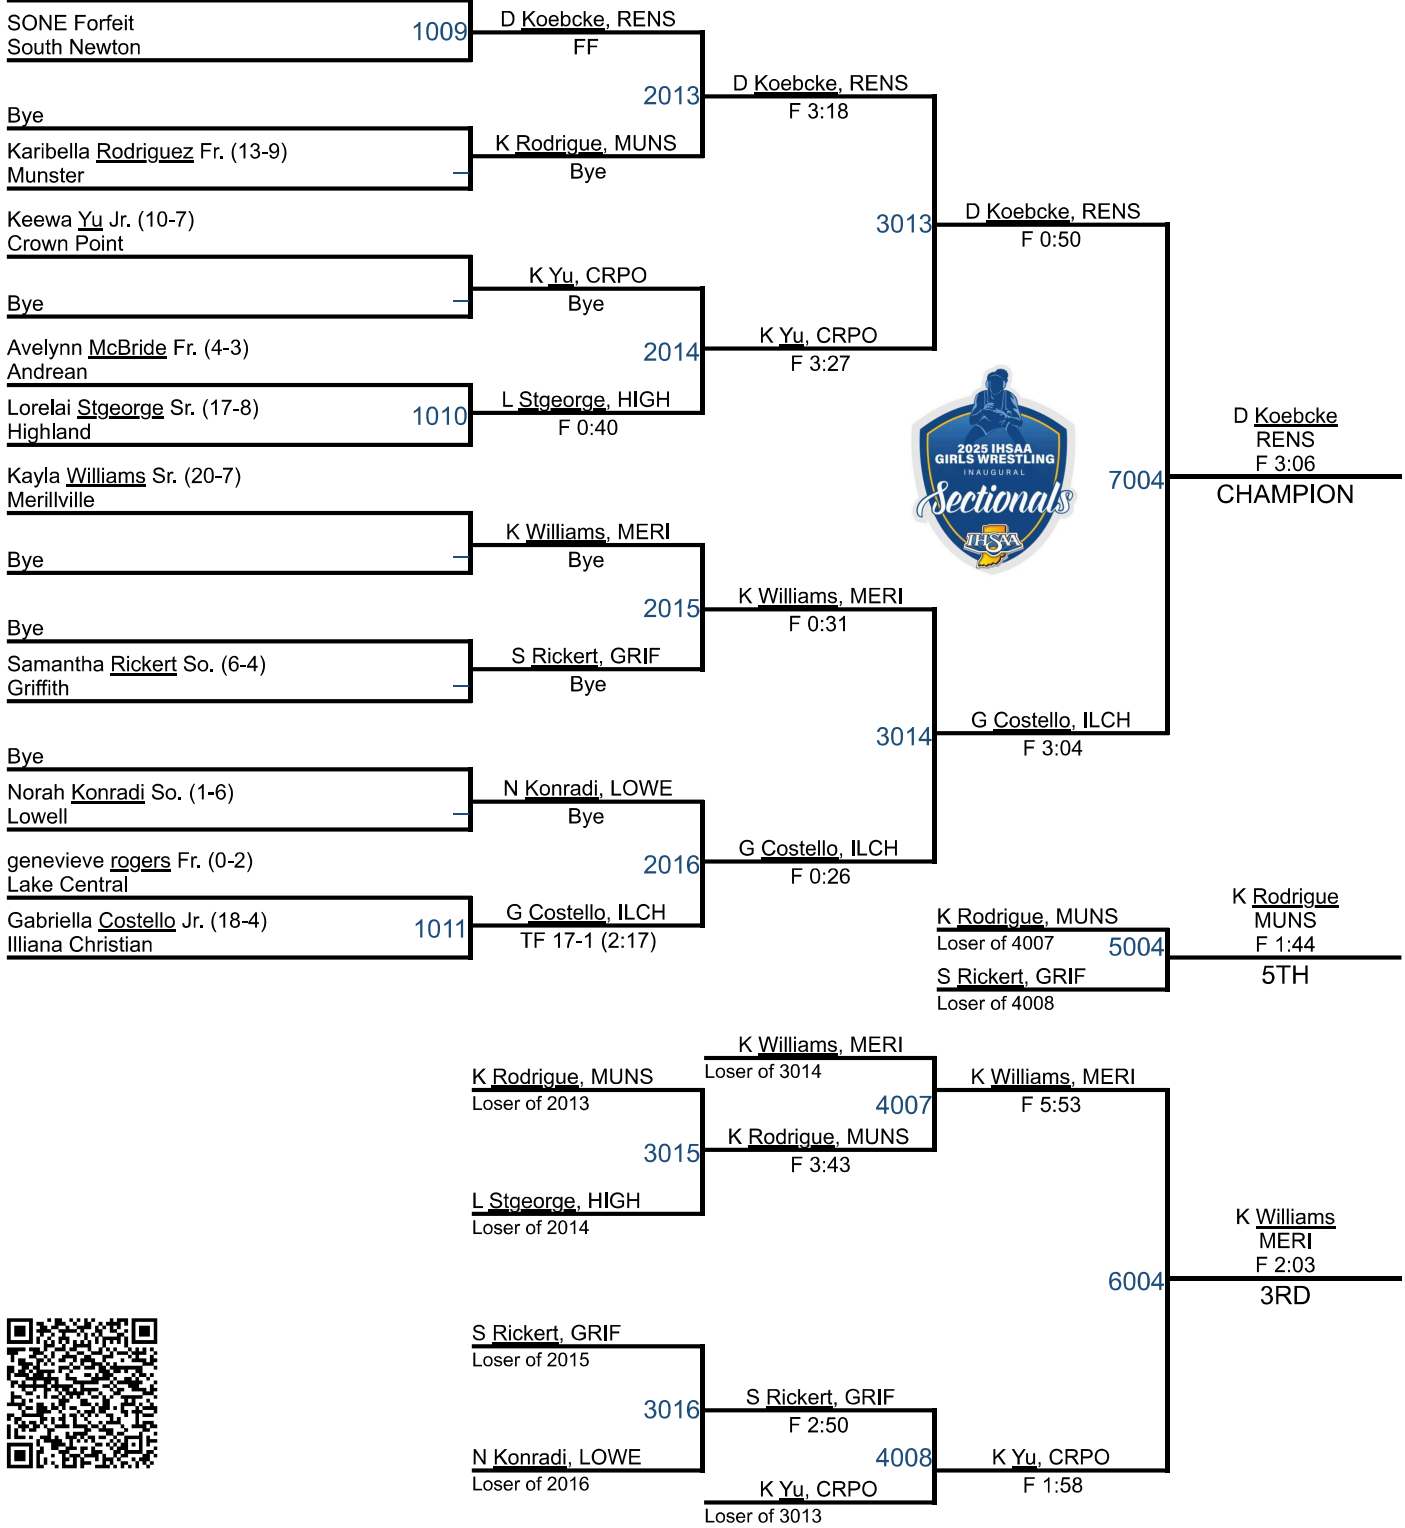 SONE Forfeit
South Newton
1009
D Koebcke, RENS
FF
Bye
Karibella Rodriguez Fr. (13-9)
Munster
K Rodrigue, MUNS
Bye
2013
D Koebcke, RENS
F 3:18
Keewa Yu Jr. (10-7)
Crown Point
Bye
K Yu, CRPO
Bye
Avelynn McBride Fr. (4-3)
Andrean
Lorelai Stgeorge Sr. (17-8)
Highland
1010
L Stgeorge, HIGH
F 0:40
2014
K Yu, CRPO
F 3:27
3013
D Koebcke, RENS
F 0:50
Kayla Williams Sr. (20-7)
Merillville
Bye
K Williams, MERI
Bye
Bye
Samantha Rickert So. (6-4)
Griffith
S Rickert, GRIF
Bye
2015
K Williams, MERI
F 0:31
Bye
Norah Konradi So. (1-6)
Lowell
N Konradi, LOWE
Bye
genevieve rogers Fr. (0-2)
Lake Central
Gabriella Costello Jr. (18-4)
Illiana Christian
1011
G Costello, ILCH
TF 17-1 (2:17)
2016
G Costello, ILCH
F 0:26
3014
G Costello, ILCH
F 3:04
2025 IHSAA
GIRLS WRESTLING
INAUGURAL
Sectionals
IHSAA
7004
D Koebcke
RENS
F 3:06
CHAMPION
K Rodrigue, MUNS
Loser of 4007
S Rickert, GRIF
Loser of 4008
5004
K Rodrigue
MUNS
F 1:44
5TH
K Rodrigue, MUNS
Loser of 2013
L Stgeorge, HIGH
Loser of 2014
3015
K Williams, MERI
Loser of 3014
K Rodrigue, MUNS
F 3:43
4007
K Williams, MERI
F 5:53
S Rickert, GRIF
Loser of 2015
N Konradi, LOWE
Loser of 2016
3016
S Rickert, GRIF
F 2:50
K Yu, CRPO
Loser of 3013
4008
K Yu, CRPO
F 1:58
6004
K Williams
MERI
F 2:03
3RD